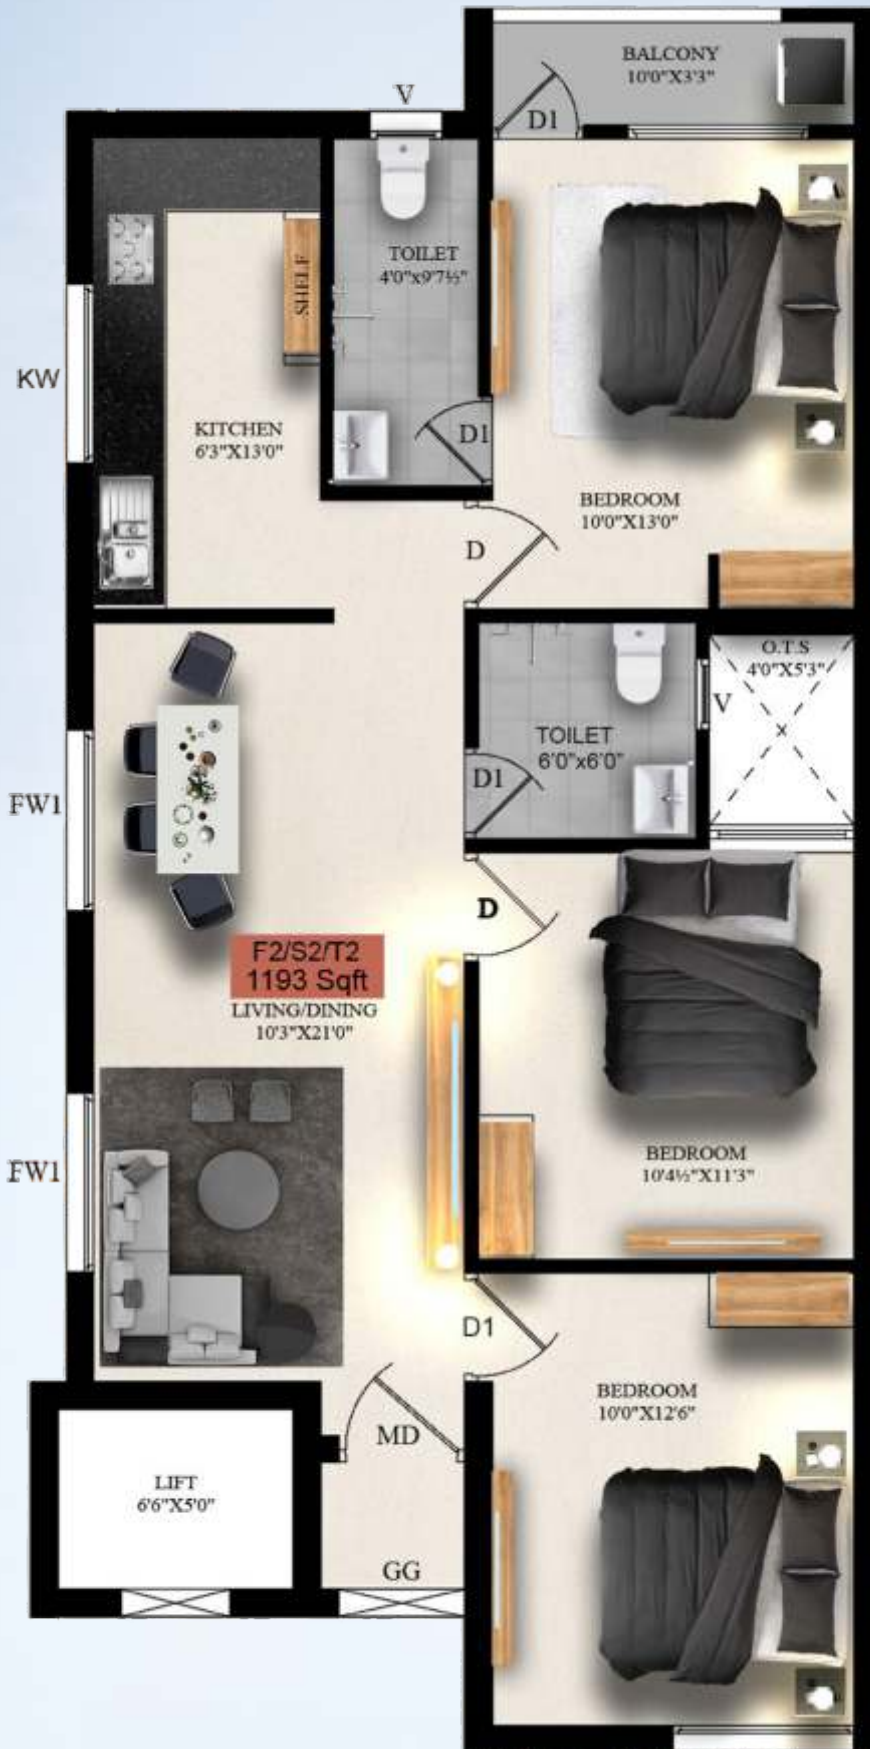 BALCONY
10'0"X3'3"
D1
V
TOILET
4'0"x9'7½"
SHELF
KW
KITCHEN
6'3"X13'0"
D1
BEDROOM
10'0"X13'0"
D
O.T.S
4'0"X5'3"
V
TOILET
6'0"x6'0"
D1
FW1
D
F2/S2/T2
1193 Sqft
LIVING/DINING
10'3"X21'0"
BEDROOM
10'4½"X11'3"
FW1
D1
BEDROOM
10'0"X12'6"
MD
LIFT
6'6"X5'0"
GG